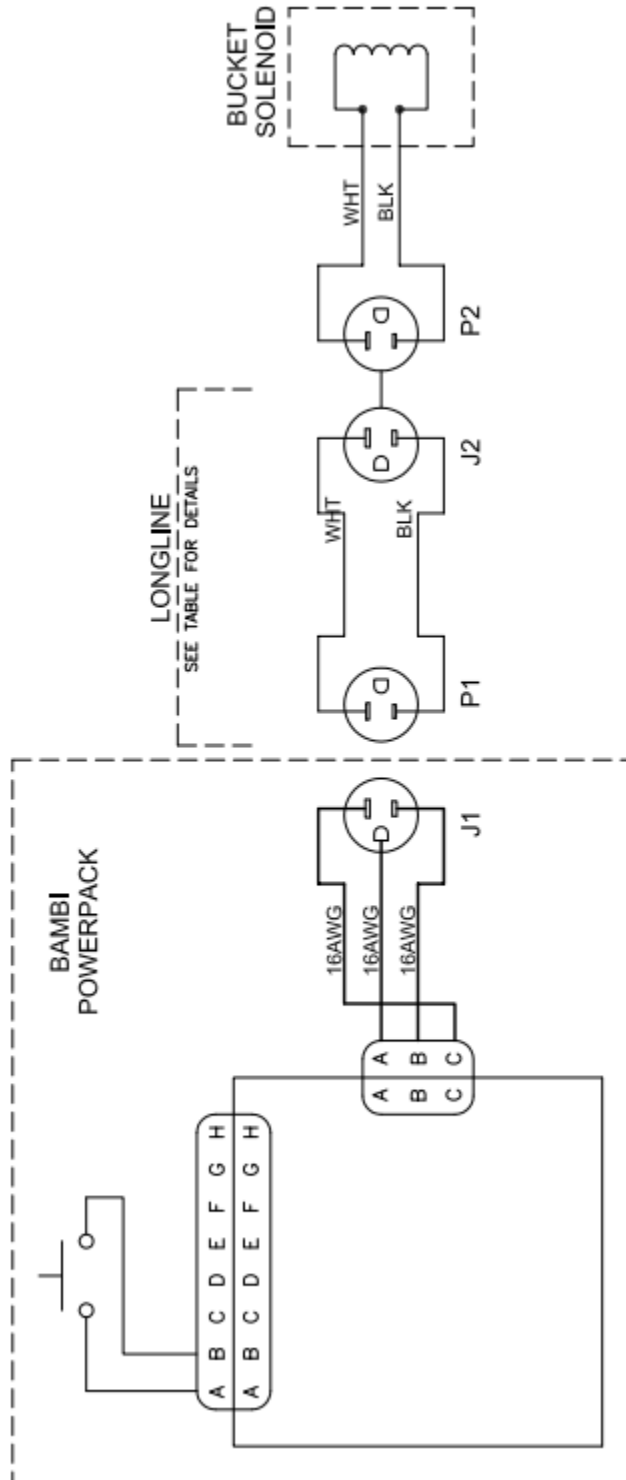 BUCKET
SOLENOID
WHT
BLK
P2
LONGLINE
SEE TABLE FOR DETAILS
WHT
BLK
J2
P1
BAMBI
POWERPACK
16AWG
16AWG
16AWG
J1
A B C
A B C
A B C D E F G H
A B C D E F G H